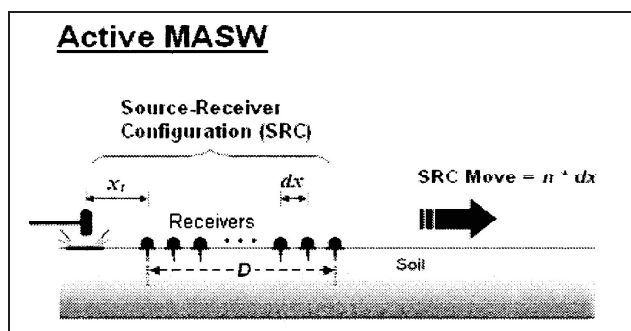 Active MASW
Source-Receiver
Configuration (SRC)
x₁
dx
SRC Move = n * dx
Receivers
Soil
D